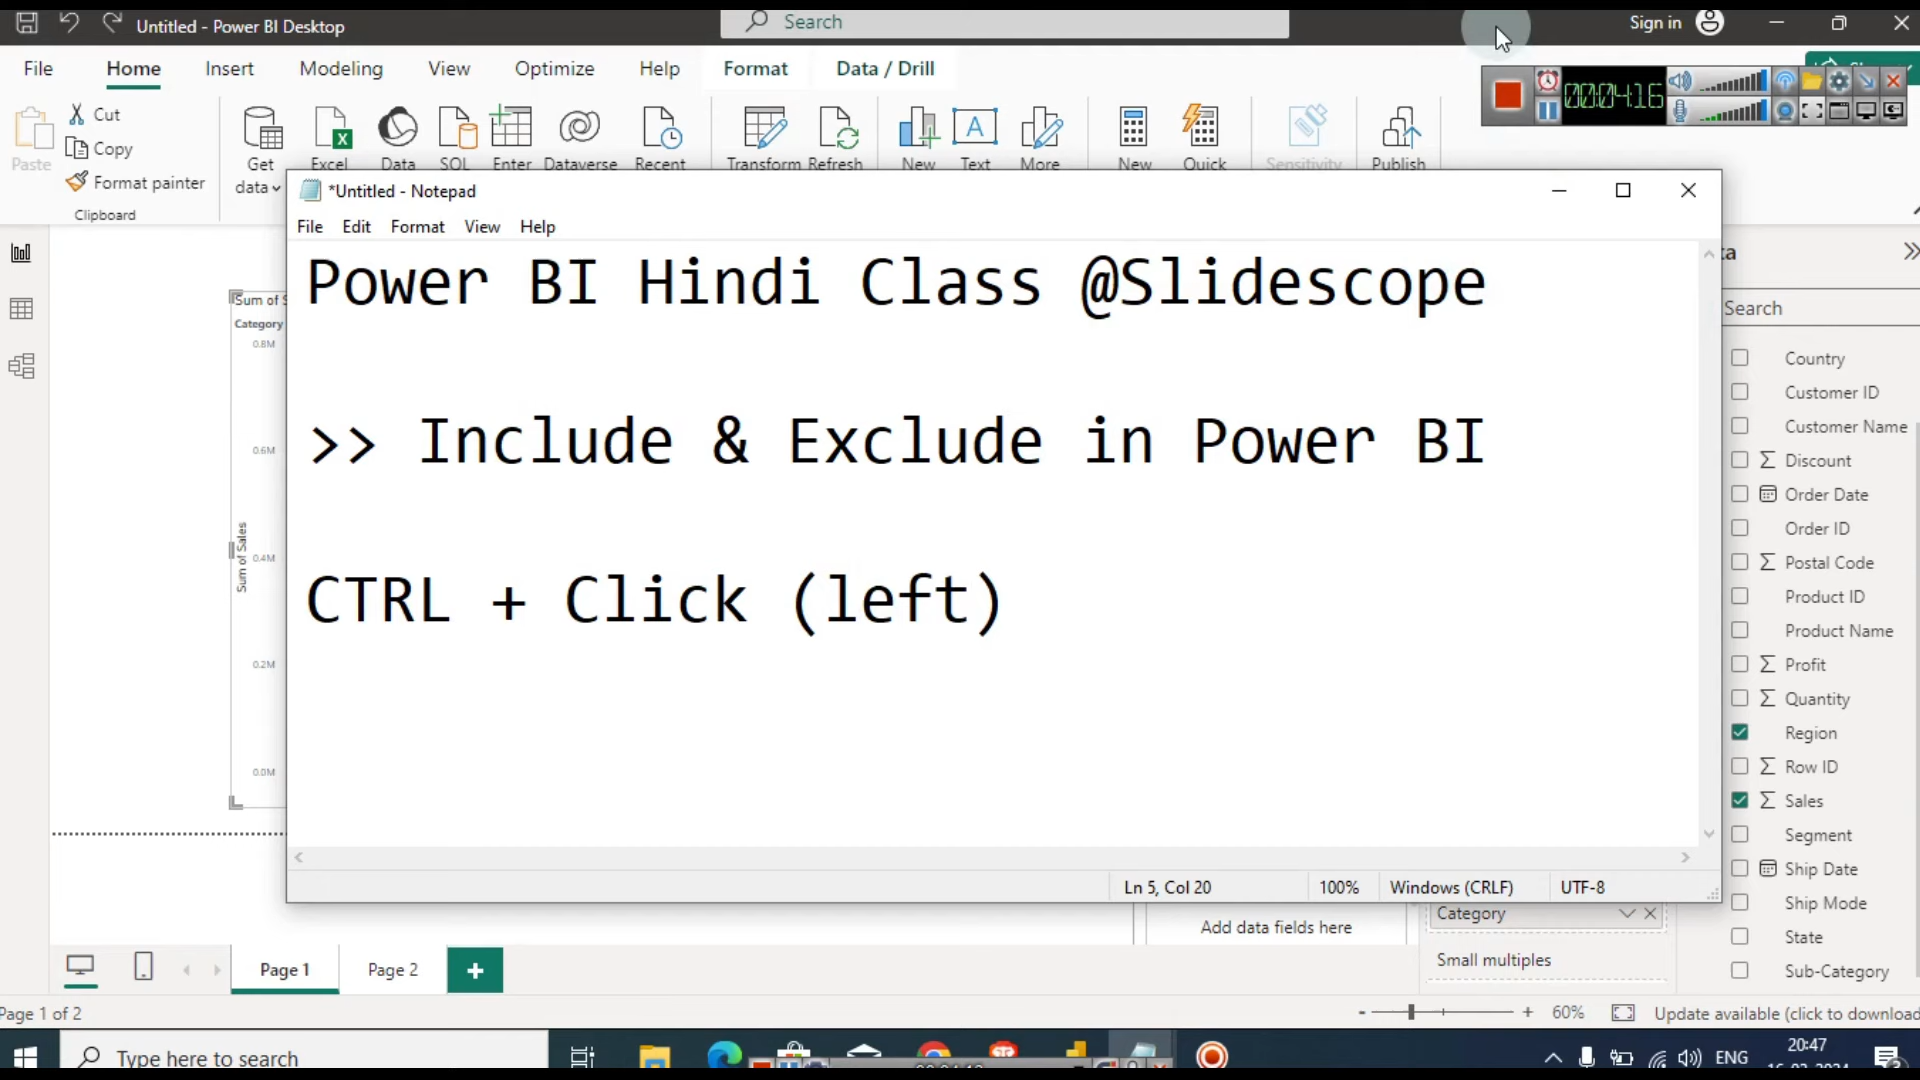 Untitled - Power BI Desktop
Search
Sign in
File Home Insert Modeling View Optimize Help Format Data / Drill
00:04:16
Paste
Cut
Copy
Format painter
Clipboard
Get data
Excel
Data
SQL
Enter
Dataverse
Recent
Transform
Refresh
New
Text
More
New
Quick
Sensitivity
Publish
*Untitled - Notepad
File Edit Format View Help
Power BI Hindi Class @Slidescope
>> Include & Exclude in Power BI
CTRL + Click (left)
Ln 5, Col 20 100% Windows (CRLF) UTF-8
Sum of S
Category
0.8M
0.6M
0.4M
0.2M
0.0M
Sum of Sales
ta
Search
Country
Customer ID
Customer Name
Discount
Order Date
Order ID
Postal Code
Product ID
Product Name
Profit
Quantity
Region
Row ID
Sales
Segment
Ship Date
Ship Mode
State
Sub-Category
Add data fields here
Category
Small multiples
Page 1 Page 2
Page 1 of 2
60%
Update available (click to download
Type here to search
ENG
20:47